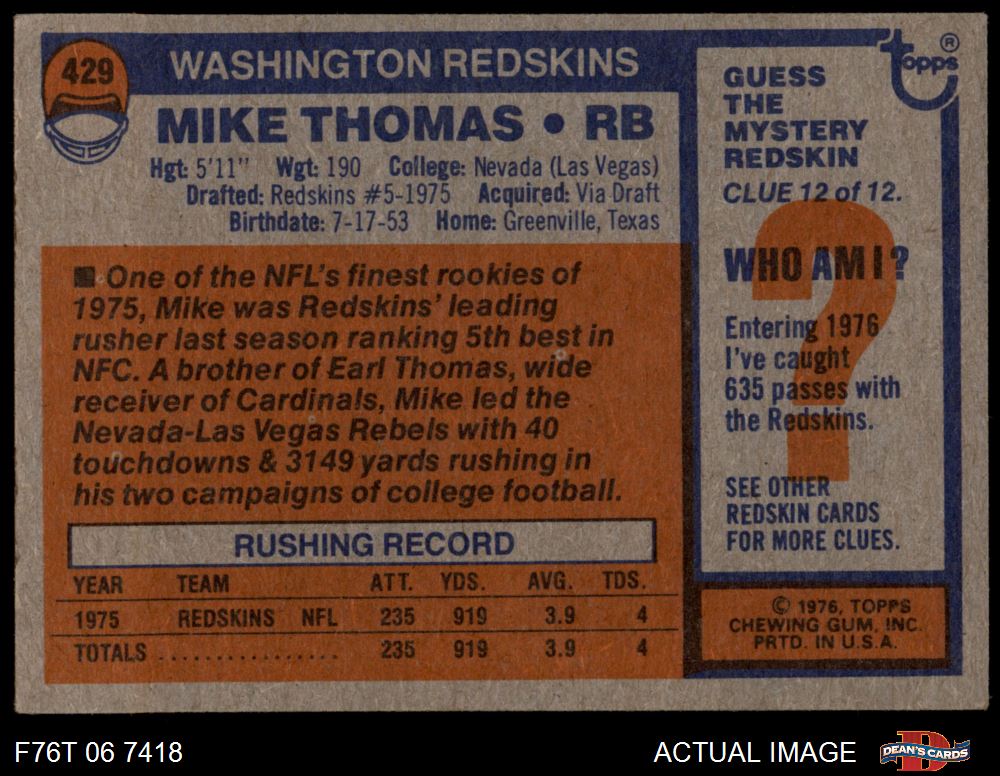 429
WASHINGTON REDSKINS
MIKE THOMAS • RB
Hgt: 5'11" Wgt: 190 College: Nevada (Las Vegas)
Drafted: Redskins #5-1975 Acquired: Via Draft
Birthdate: 7-17-53 Home: Greenville, Texas
■ One of the NFL's finest rookies of
1975, Mike was Redskins' leading
rusher last season ranking 5th best in
NFC. A brother of Earl Thomas, wide
receiver of Cardinals, Mike led the
Nevada-Las Vegas Rebels with 40
touchdowns & 3149 yards rushing in
his two campaigns of college football.
RUSHING RECORD
YEAR TEAM ATT. YDS. AVG. TDS.
1975 REDSKINS NFL 235 919 3.9 4
TOTALS ................ 235 919 3.9 4
topps ®
GUESS
THE
MYSTERY
REDSKIN
CLUE 12 of 12.
?
WHO AM I?
Entering 1976
I've caught
635 passes with
the Redskins.
SEE OTHER
REDSKIN CARDS
FOR MORE CLUES.
© 1976, TOPPS
CHEWING GUM, INC.
PRTD. IN U.S.A.
F76T 06 7418
ACTUAL IMAGE
D
DEAN'S CARDS